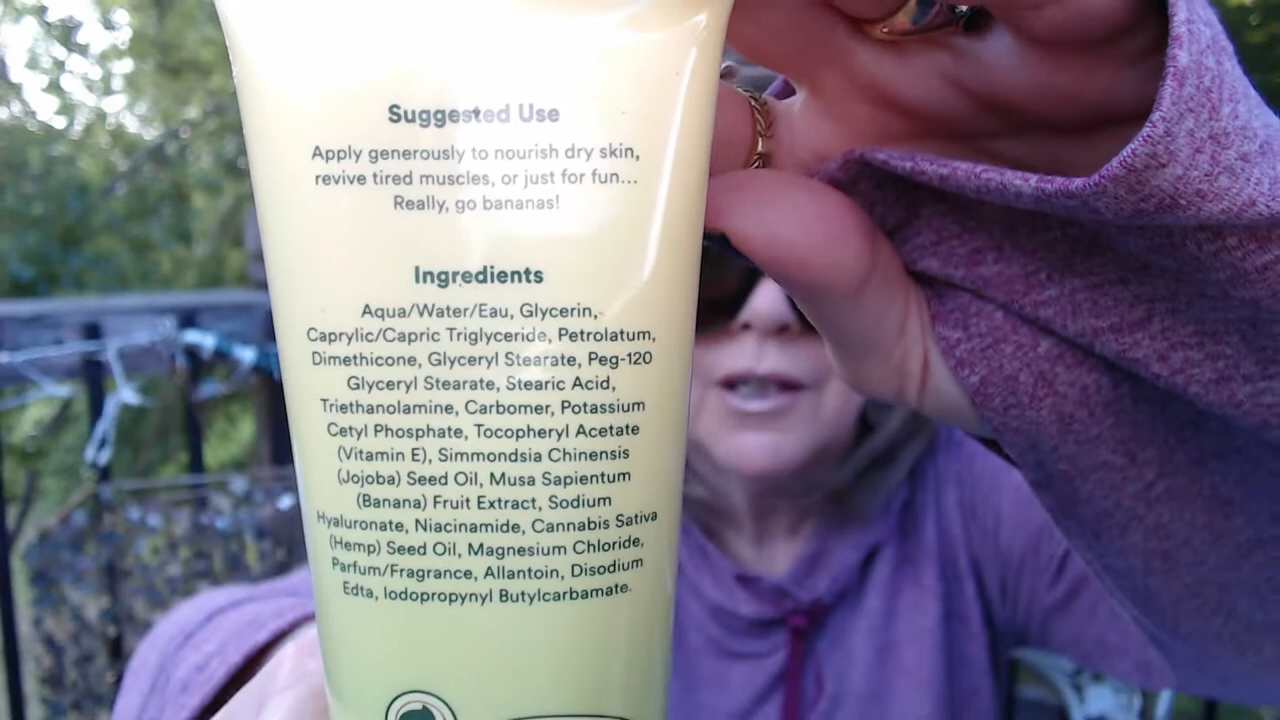 Suggested Use
Apply generously to nourish dry skin,
revive tired muscles, or just for fun...
Really, go bananas!
Ingredients
Aqua/Water/Eau, Glycerin,
Caprylic/Capric Triglyceride, Petrolatum,
Dimethicone, Glyceryl Stearate, Peg-120
Glyceryl Stearate, Stearic Acid,
Triethanolamine, Carbomer, Potassium
Cetyl Phosphate, Tocopheryl Acetate
(Vitamin E), Simmondsia Chinensis
(Jojoba) Seed Oil, Musa Sapientum
(Banana) Fruit Extract, Sodium
Hyaluronate, Niacinamide, Cannabis Sativa
(Hemp) Seed Oil, Magnesium Chloride,
Parfum/Fragrance, Allantoin, Disodium
Edta, Iodopropynyl Butylcarbamate.